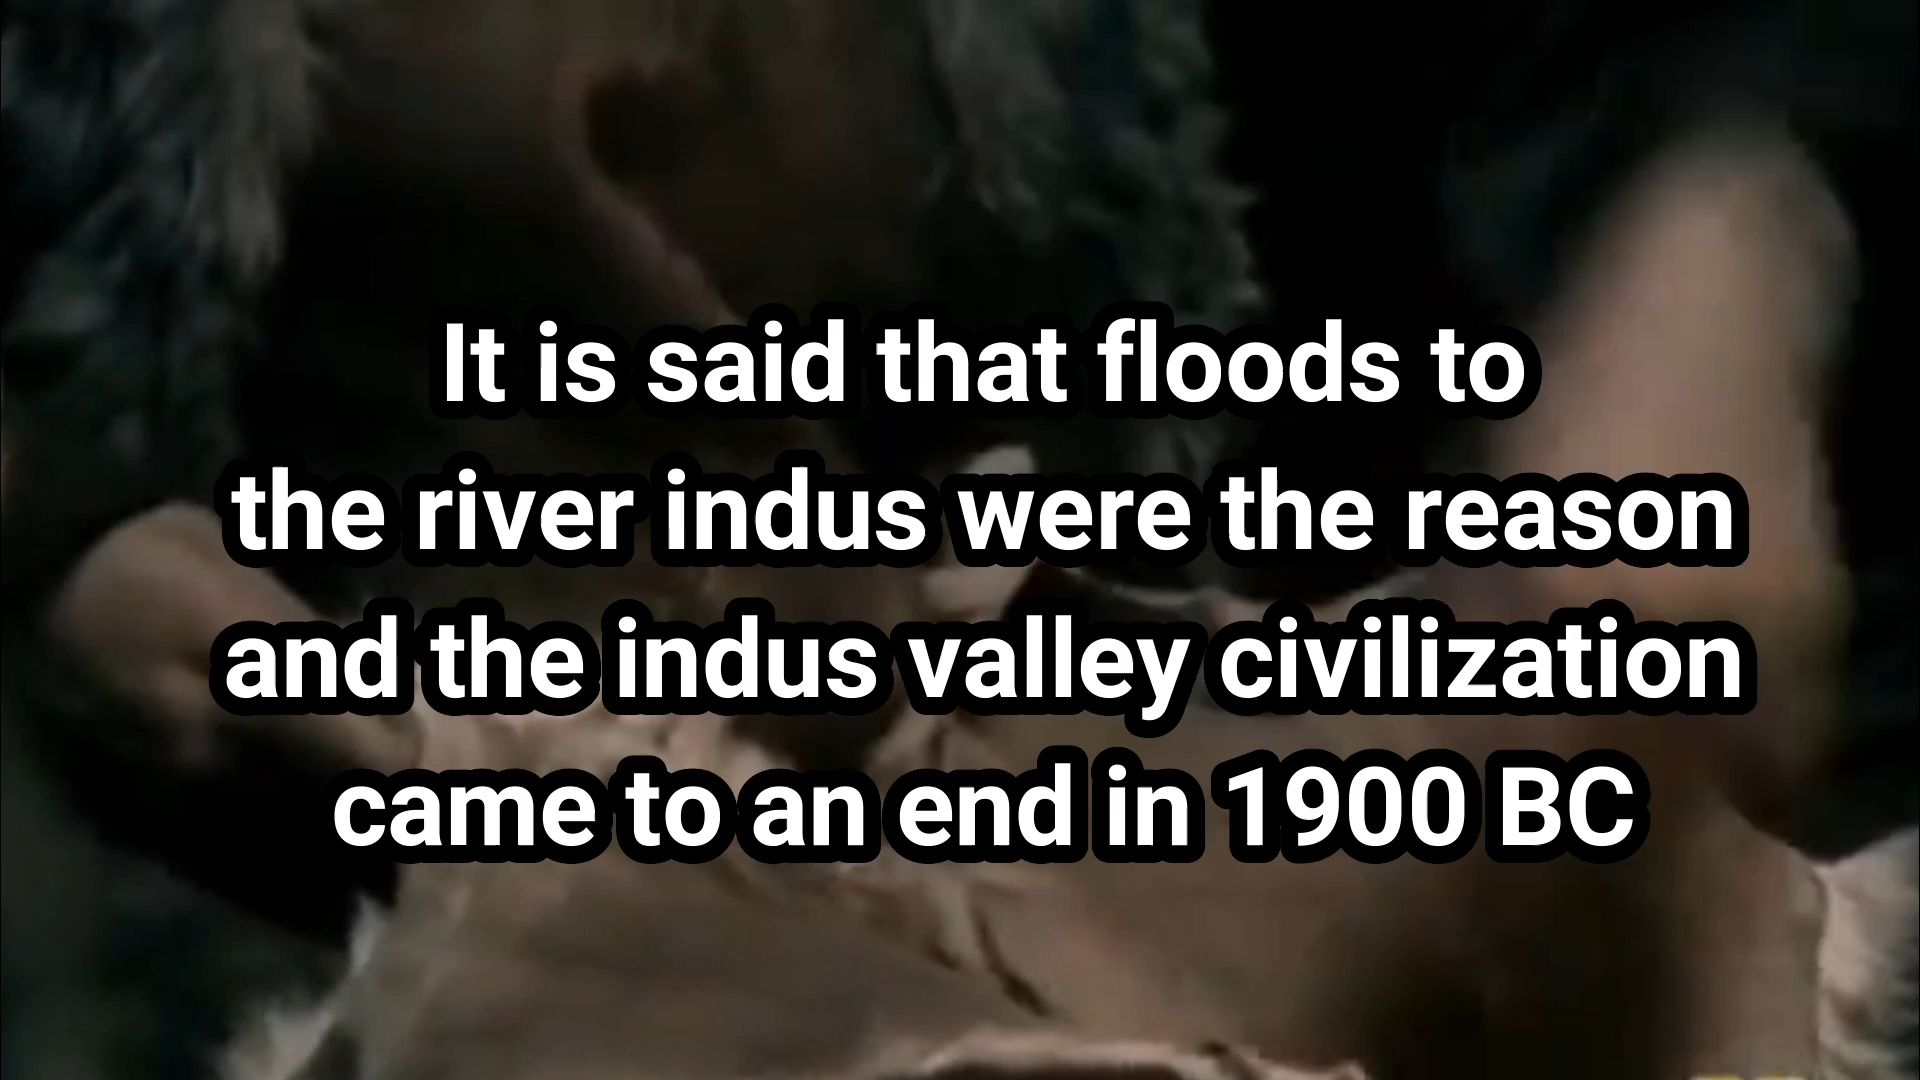 It is said that floods to
the river indus were the reason
and the indus valley civilization
came to an end in 1900 BC